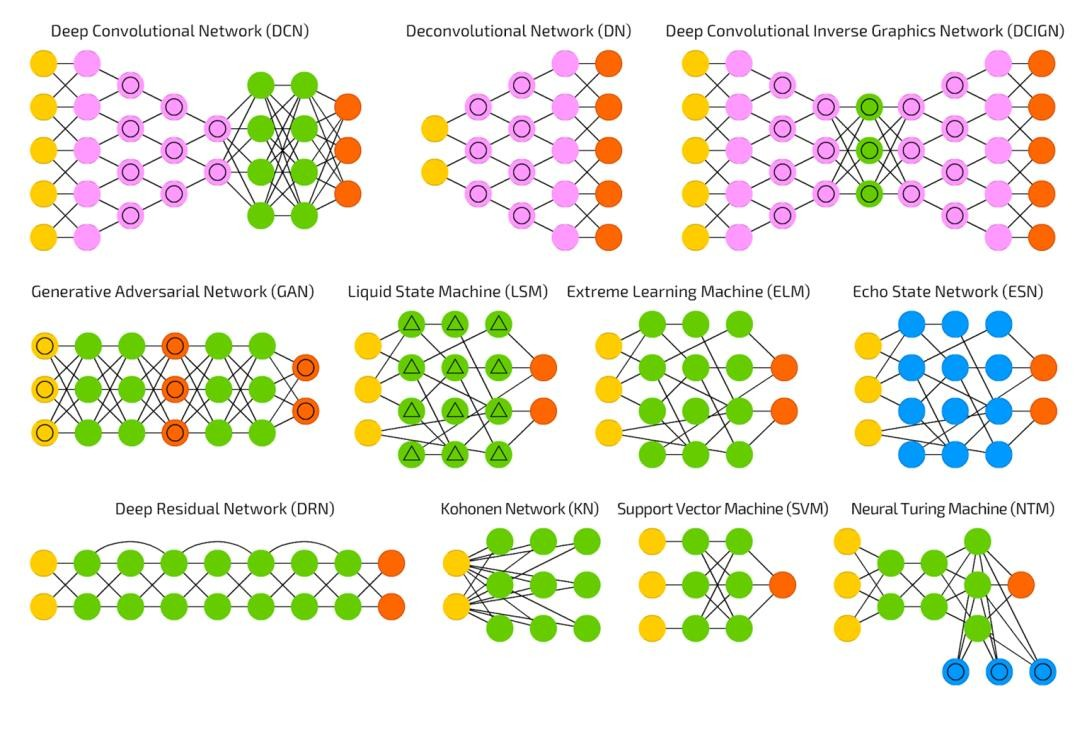 Deep Convolutional Network (DCN)
Deconvolutional Network (DN)
Deep Convolutional Inverse Graphics Network (DCIGN)
Generative Adversarial Network (GAN)
Liquid State Machine (LSM)
Extreme Learning Machine (ELM)
Echo State Network (ESN)
Deep Residual Network (DRN)
Kohonen Network (KN)
Support Vector Machine (SVM)
Neural Turing Machine (NTM)